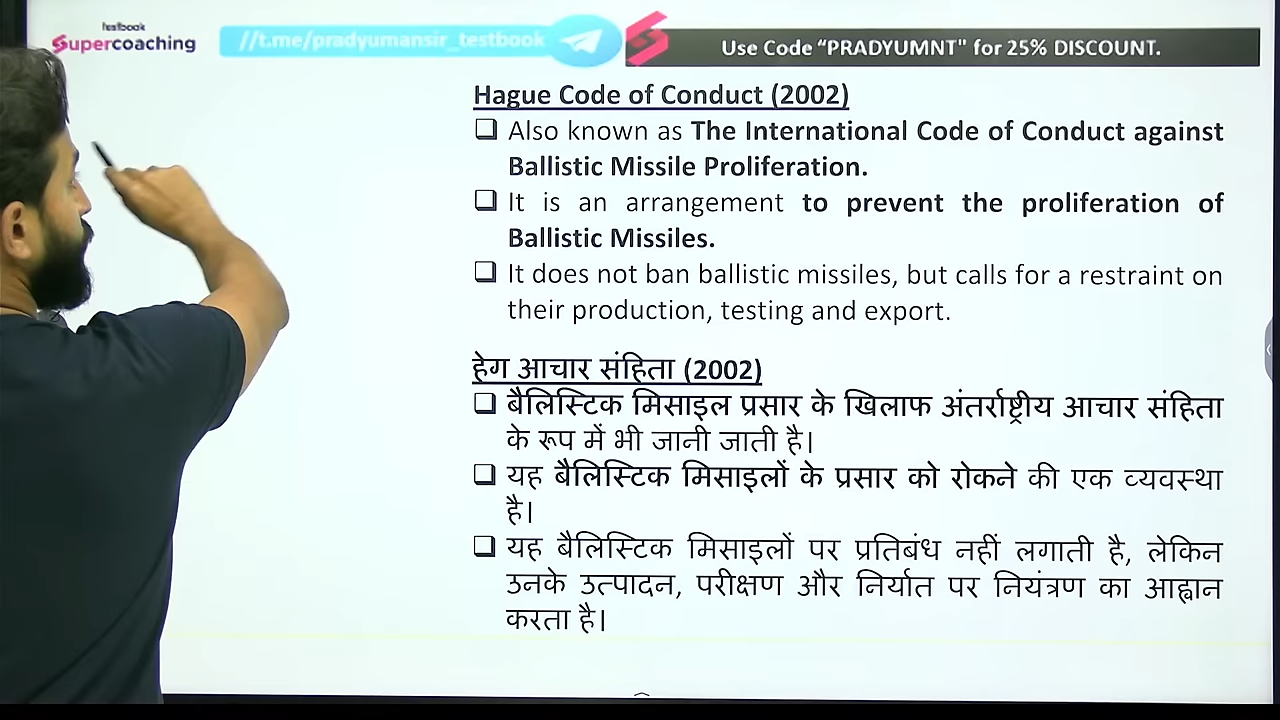 testbook
Supercoaching
//t.me/pradyumansir_testbook
Use Code “PRADYUMNT" for 25% DISCOUNT.
Hague Code of Conduct (2002)
❑ Also known as The International Code of Conduct against
Ballistic Missile Proliferation.
❑ It is an arrangement to prevent the proliferation of
Ballistic Missiles.
❑ It does not ban ballistic missiles, but calls for a restraint on
their production, testing and export.
हेग आचार संहिता (2002)
❑ बैलिस्टिक मिसाइल प्रसार के खिलाफ अंतर्राष्ट्रीय आचार संहिता
के रूप में भी जानी जाती है।
❑ यह बैलिस्टिक मिसाइलों के प्रसार को रोकने की एक व्यवस्था
है।
❑ यह बैलिस्टिक मिसाइलों पर प्रतिबंध नहीं लगाती है, लेकिन
उनके उत्पादन, परीक्षण और निर्यात पर नियंत्रण का आह्वान
करता है।